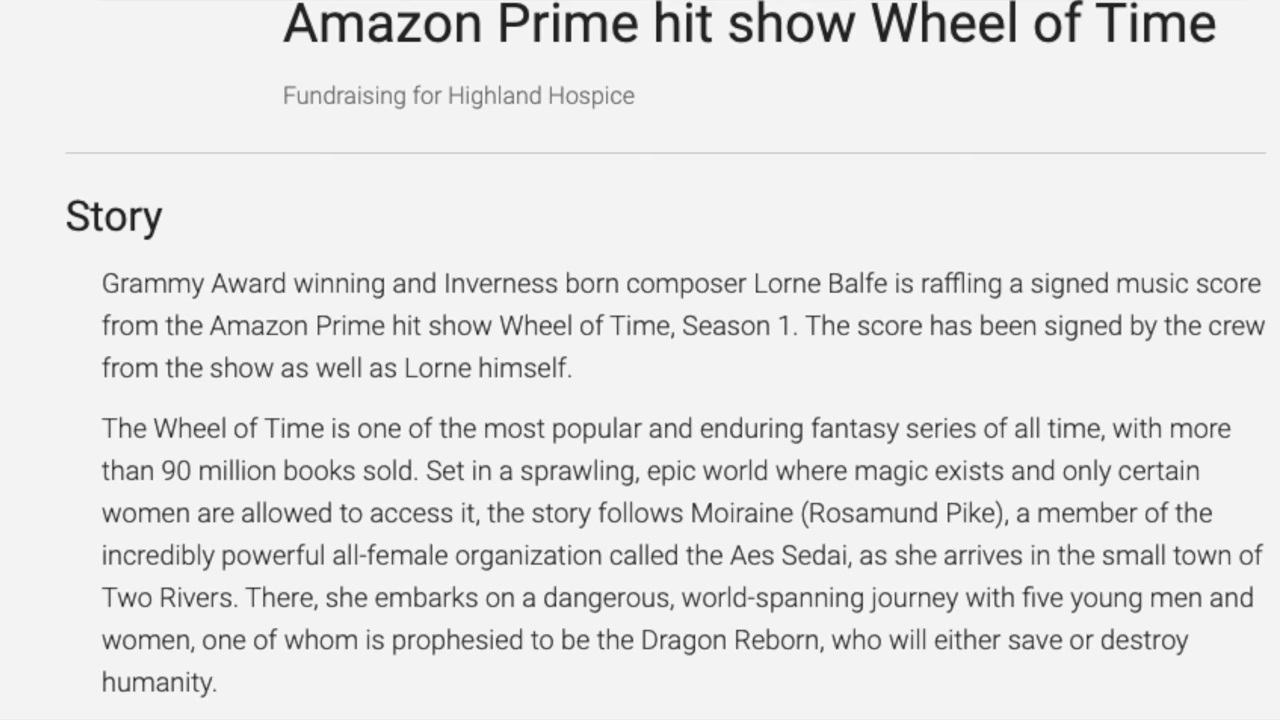 Amazon Prime hit show Wheel of Time
Fundraising for Highland Hospice
Story
Grammy Award winning and Inverness born composer Lorne Balfe is raffling a signed music score
from the Amazon Prime hit show Wheel of Time, Season 1. The score has been signed by the crew
from the show as well as Lorne himself.
The Wheel of Time is one of the most popular and enduring fantasy series of all time, with more
than 90 million books sold. Set in a sprawling, epic world where magic exists and only certain
women are allowed to access it, the story follows Moiraine (Rosamund Pike), a member of the
incredibly powerful all-female organization called the Aes Sedai, as she arrives in the small town of
Two Rivers. There, she embarks on a dangerous, world-spanning journey with five young men and
women, one of whom is prophesied to be the Dragon Reborn, who will either save or destroy
humanity.